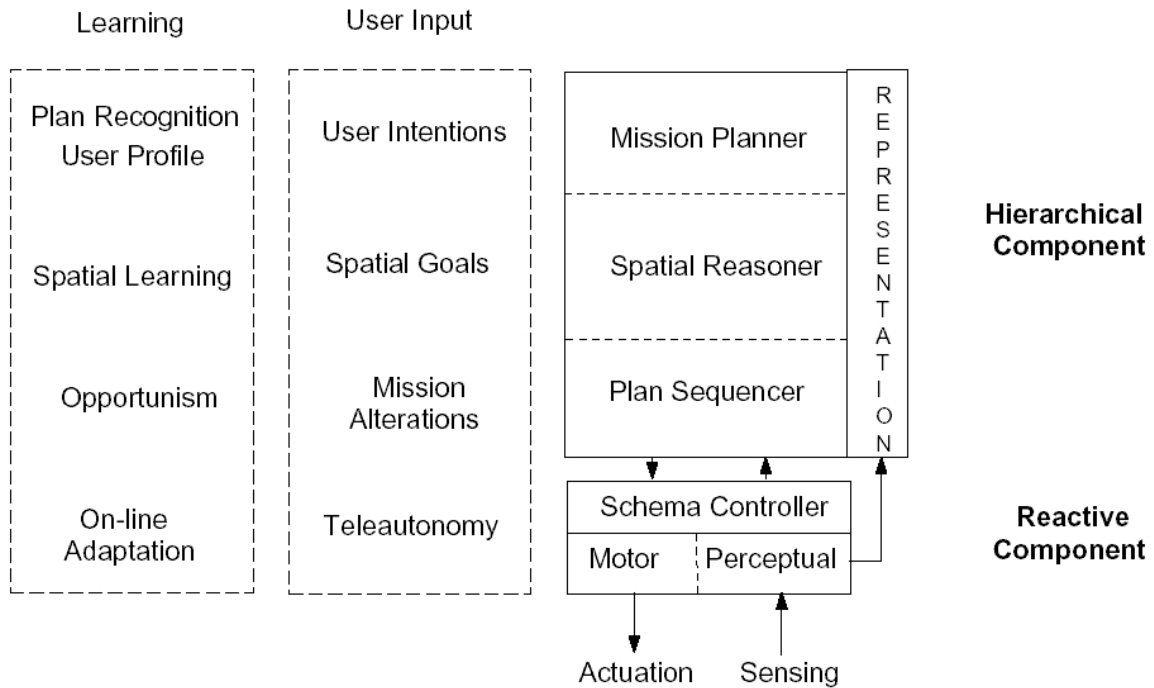 Learning
Plan Recognition
User Profile
Spatial Learning
Opportunism
On-line
Adaptation
User Input
User Intentions
Spatial Goals
Mission
Alterations
Teleautonomy
Mission Planner
Spatial Reasoner
Plan Sequencer
REPRESENTATION
Schema Controller
Motor
Perceptual
Actuation
Sensing
Hierarchical
Component
Reactive
Component